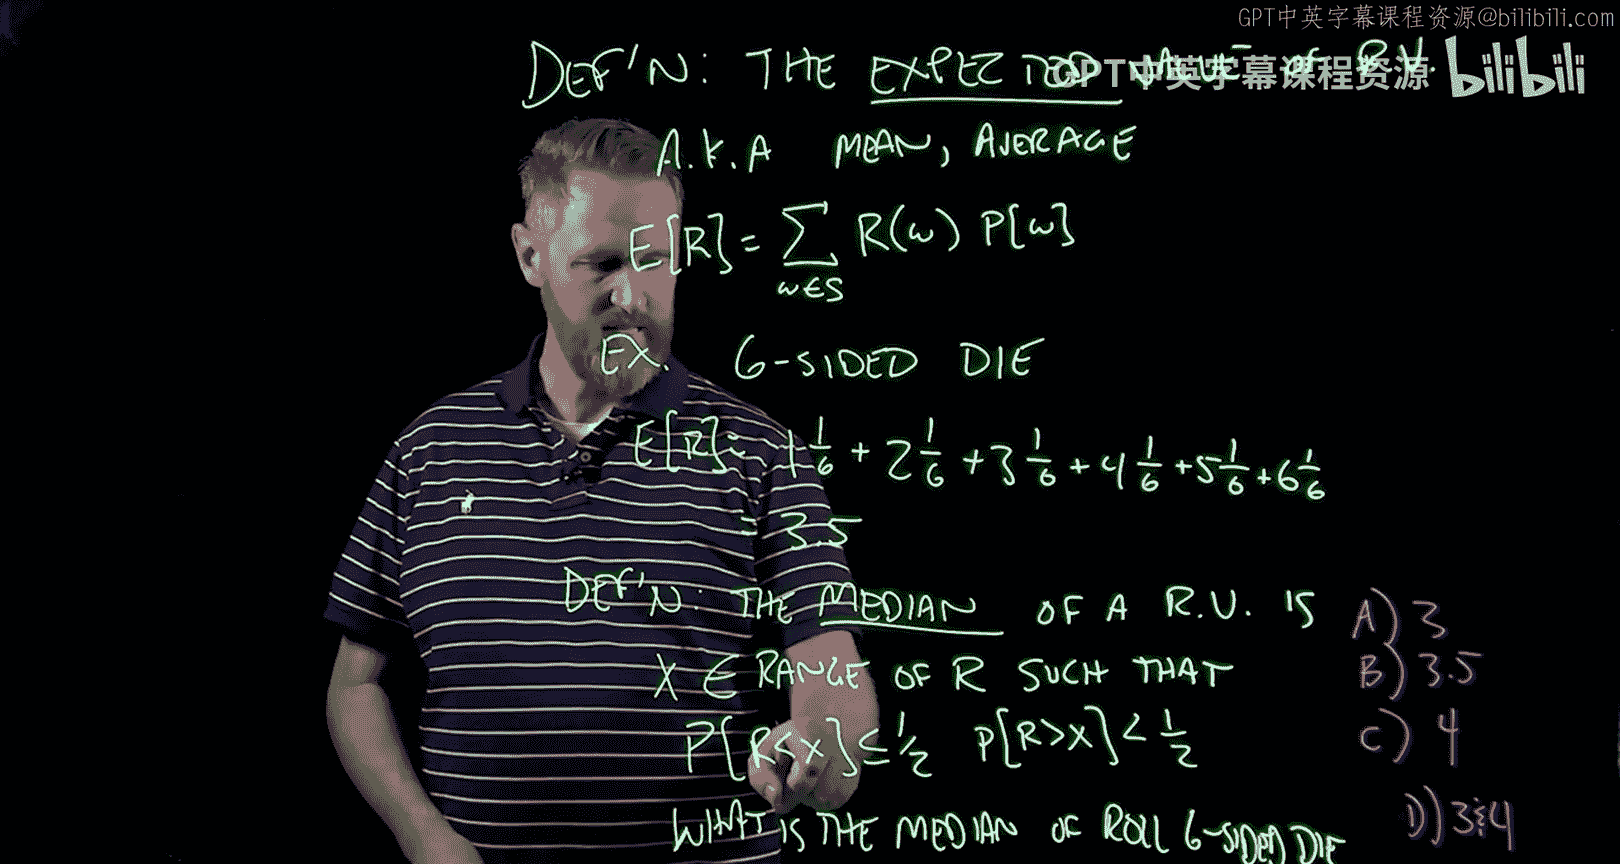 GPT中英字幕课程资源@bilibili.com
DEF'N: THE EXPECTED VALUE OF R.V.
GPT中英字幕课程资源 bilibili
A.K.A MEAN, AVERAGE
E[R] = ∑ R(ω) P[ω]
ω∈S
EX. 6-SIDED DIE
E[R] = 1 1/6 + 2 1/6 + 3 1/6 + 4 1/6 + 5 1/6 + 6 1/6
= 3.5
DEF'N: THE MEDIAN OF A R.V. IS
X ∈ RANGE OF R SUCH THAT
P[R<X] ≤ 1/2 P[R>X] < 1/2
WHAT IS THE MEDIAN OF ROLL 6-SIDED DIE
A) 3
B) 3.5
C) 4
D) 3&4